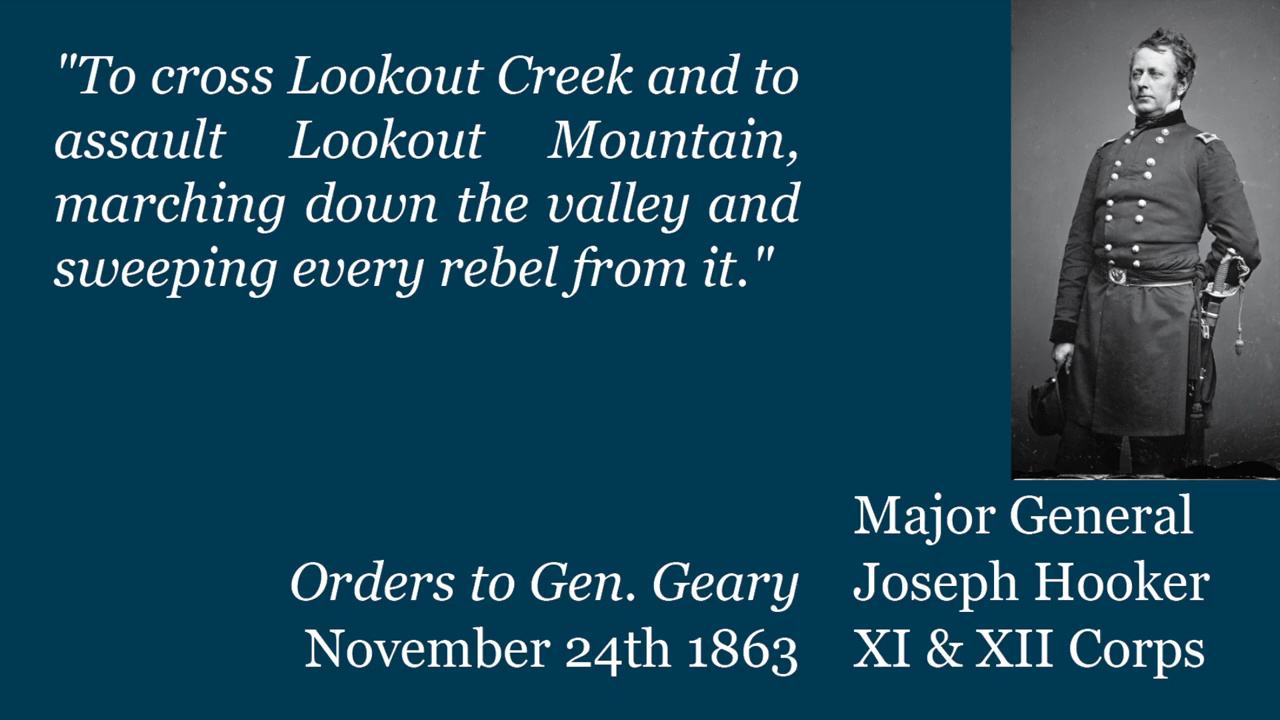 "To cross Lookout Creek and to
assault Lookout Mountain,
marching down the valley and
sweeping every rebel from it."
Orders to Gen. Geary
November 24th 1863
Major General
Joseph Hooker
XI & XII Corps